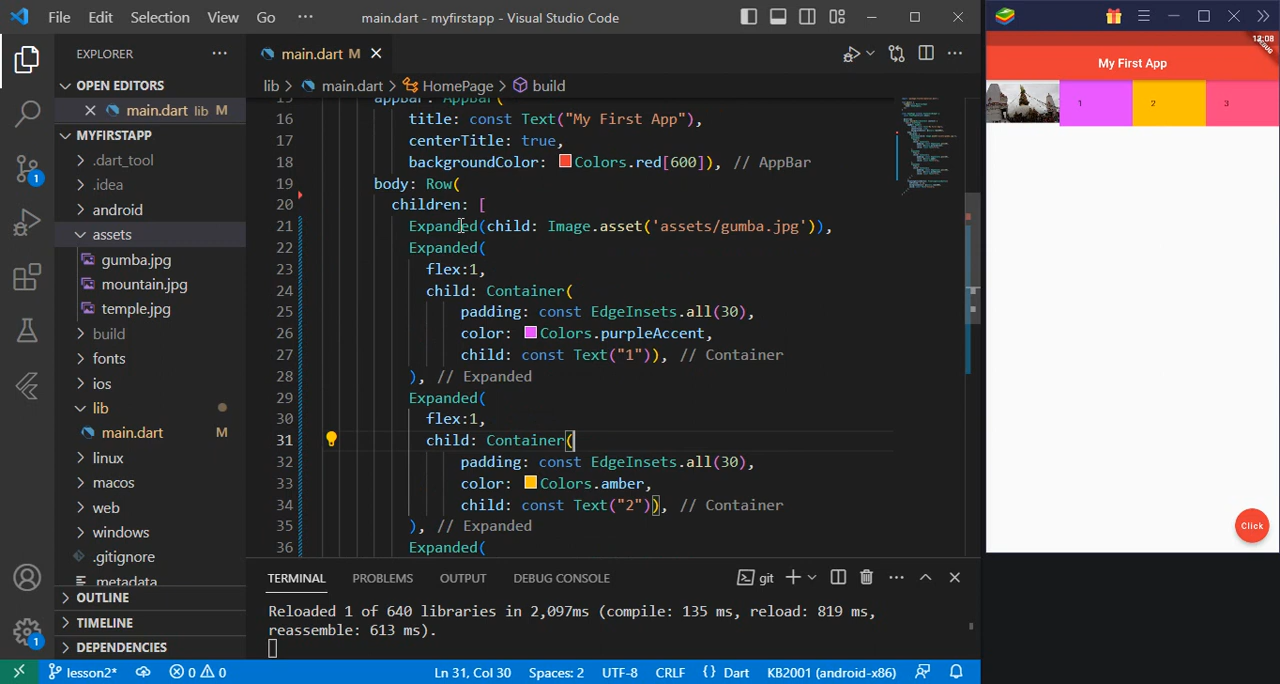 File Edit Selection View Go ··· main.dart - myfirstapp - Visual Studio Code
EXPLORER ···
OPEN EDITORS
main.dart lib M
MYFIRSTAPP
.dart_tool
.idea
android
assets
gumba.jpg
mountain.jpg
temple.jpg
build
fonts
ios
lib
main.dart M
linux
macos
web
windows
.gitignore
.metadata
OUTLINE
TIMELINE
DEPENDENCIES
1
1
main.dart M
lib > main.dart > HomePage > build
15 appBar: AppBar(
16 title: const Text("My First App"),
17 centerTitle: true,
18 backgroundColor: Colors.red[600]), // AppBar
19 body: Row(
20 children: [
21 Expanded(child: Image.asset('assets/gumba.jpg')),
22 Expanded(
23 flex:1,
24 child: Container(
25 padding: const EdgeInsets.all(30),
26 color: Colors.purpleAccent,
27 child: const Text("1")), // Container
28 ), // Expanded
29 Expanded(
30 flex:1,
31 child: Container(
32 padding: const EdgeInsets.all(30),
33 color: Colors.amber,
34 child: const Text("2")), // Container
35 ), // Expanded
36 Expanded(
TERMINAL PROBLEMS OUTPUT DEBUG CONSOLE git ···
Reloaded 1 of 640 libraries in 2,097ms (compile: 135 ms, reload: 819 ms,
reassemble: 613 ms).
lesson2* 0 0 Ln 31, Col 30 Spaces: 2 UTF-8 CRLF {} Dart KB2001 (android-x86)
12:08
DEBUG
My First App
1 2 3
Click